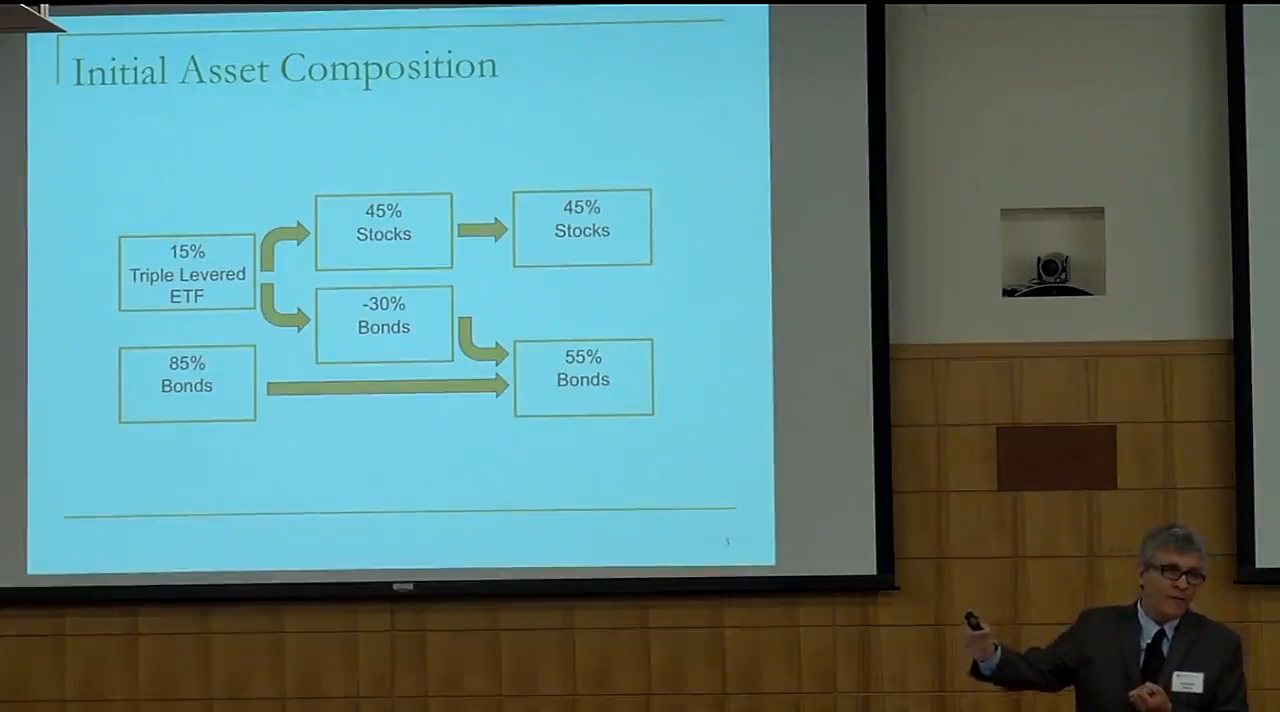 Initial Asset Composition
15%
Triple Levered
ETF
45%
Stocks
45%
Stocks
-30%
Bonds
85%
Bonds
55%
Bonds